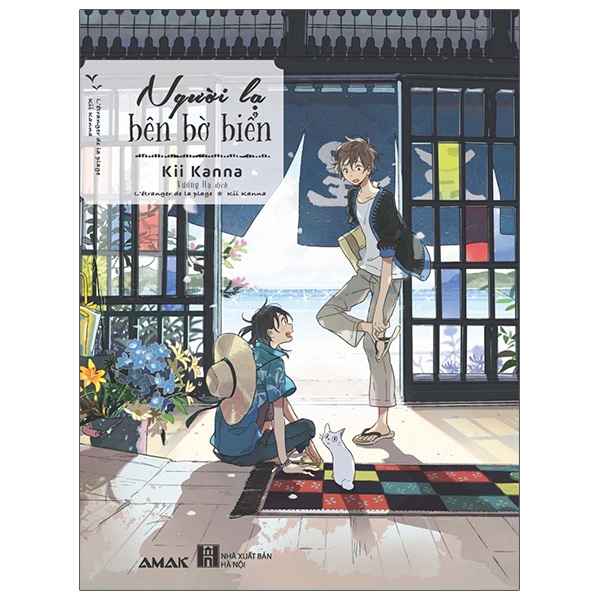 Người lạ
bên bờ biển
Kii Kanna
Vương Hạ dịch
L'étranger de la plage * Kii Kanna
L'étranger de la plage
Kii Kanna
AMAK
NHÀ XUẤT BẢN
HÀ NỘI